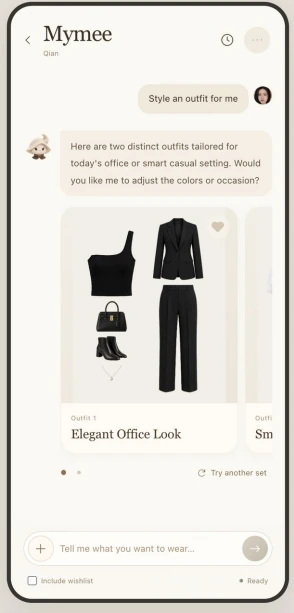 Mymee
Qian
Style an outfit for me
Here are two distinct outfits tailored for
today's office or smart casual setting. Would
you like me to adjust the colors or occasion?
Outfit 1
Elegant Office Look
Outfi
Sm
Try another set
Tell me what you want to wear...
Include wishlist
Ready